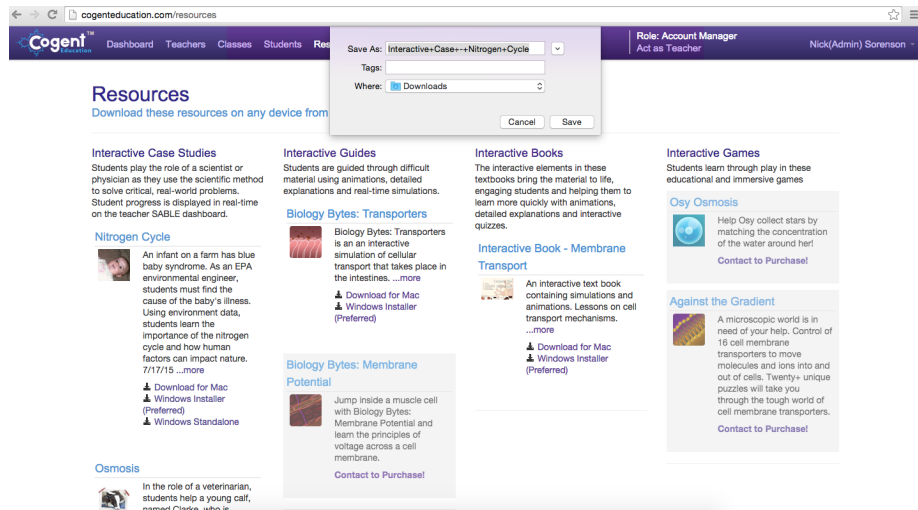 cogenteducation.com/resources
Cogent™
Education
Dashboard Teachers Classes Students Res
Role: Account Manager
Act as Teacher
Nick(Admin) Sorenson
Save As: Interactive+Case+-+Nitrogen+Cycle
Tags:
Where: Downloads
Cancel Save
Resources
Download these resources on any device from
Interactive Case Studies
Students play the role of a scientist or
physician as they use the scientific method
to solve critical, real-world problems.
Student progress is displayed in real-time
on the teacher SABLE dashboard.
Nitrogen Cycle
An infant on a farm has blue
baby syndrome. As an EPA
environmental engineer,
students must find the
cause of the baby's illness.
Using environment data,
students learn the
importance of the nitrogen
cycle and how human
factors can impact nature.
7/17/15 ...more
Download for Mac
Windows Installer
(Preferred)
Windows Standalone
Osmosis
In the role of a veterinarian,
students help a young calf,
named Clarke, who is
Interactive Guides
Students are guided through difficult
material using animations, detailed
explanations and real-time simulations.
Biology Bytes: Transporters
Biology Bytes: Transporters
is an an interactive
simulation of cellular
transport that takes place in
the intestines. ...more
Download for Mac
Windows Installer
(Preferred)
Biology Bytes: Membrane
Potential
Jump inside a muscle cell
with Biology Bytes:
Membrane Potential and
learn the principles of
voltage across a cell
membrane.
Contact to Purchase!
Interactive Books
The interactive elements in these
textbooks bring the material to life,
engaging students and helping them to
learn more quickly with animations,
detailed explanations and interactive
quizzes.
Interactive Book - Membrane
Transport
An interactive text book
containing simulations and
animations. Lessons on cell
transport mechanisms.
...more
Download for Mac
Windows Installer
(Preferred)
Interactive Games
Students learn through play in these
educational and immersive games
Osy Osmosis
Help Osy collect stars by
matching the concentration
of the water around her!
Contact to Purchase!
Against the Gradient
A microscopic world is in
need of your help. Control of
16 cell membrane
transporters to move
molecules and ions into and
out of cells. Twenty+ unique
puzzles will take you
through the tough world of
cell membrane transporters.
Contact to Purchase!